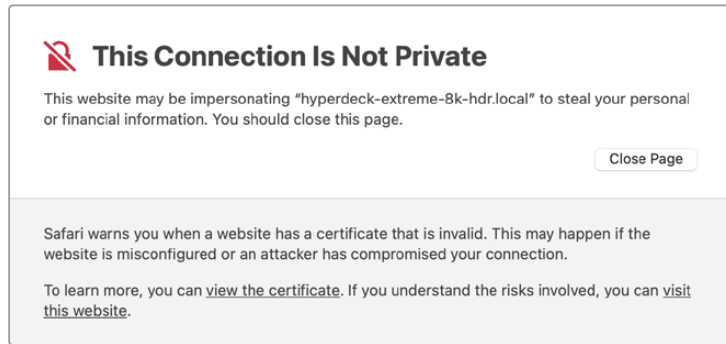 This Connection Is Not Private
This website may be impersonating “hyperdeck-extreme-8k-hdr.local” to steal your personal
or financial information. You should close this page.
Close Page
Safari warns you when a website has a certificate that is invalid. This may happen if the
website is misconfigured or an attacker has compromised your connection.
To learn more, you can view the certificate. If you understand the risks involved, you can visit
this website.